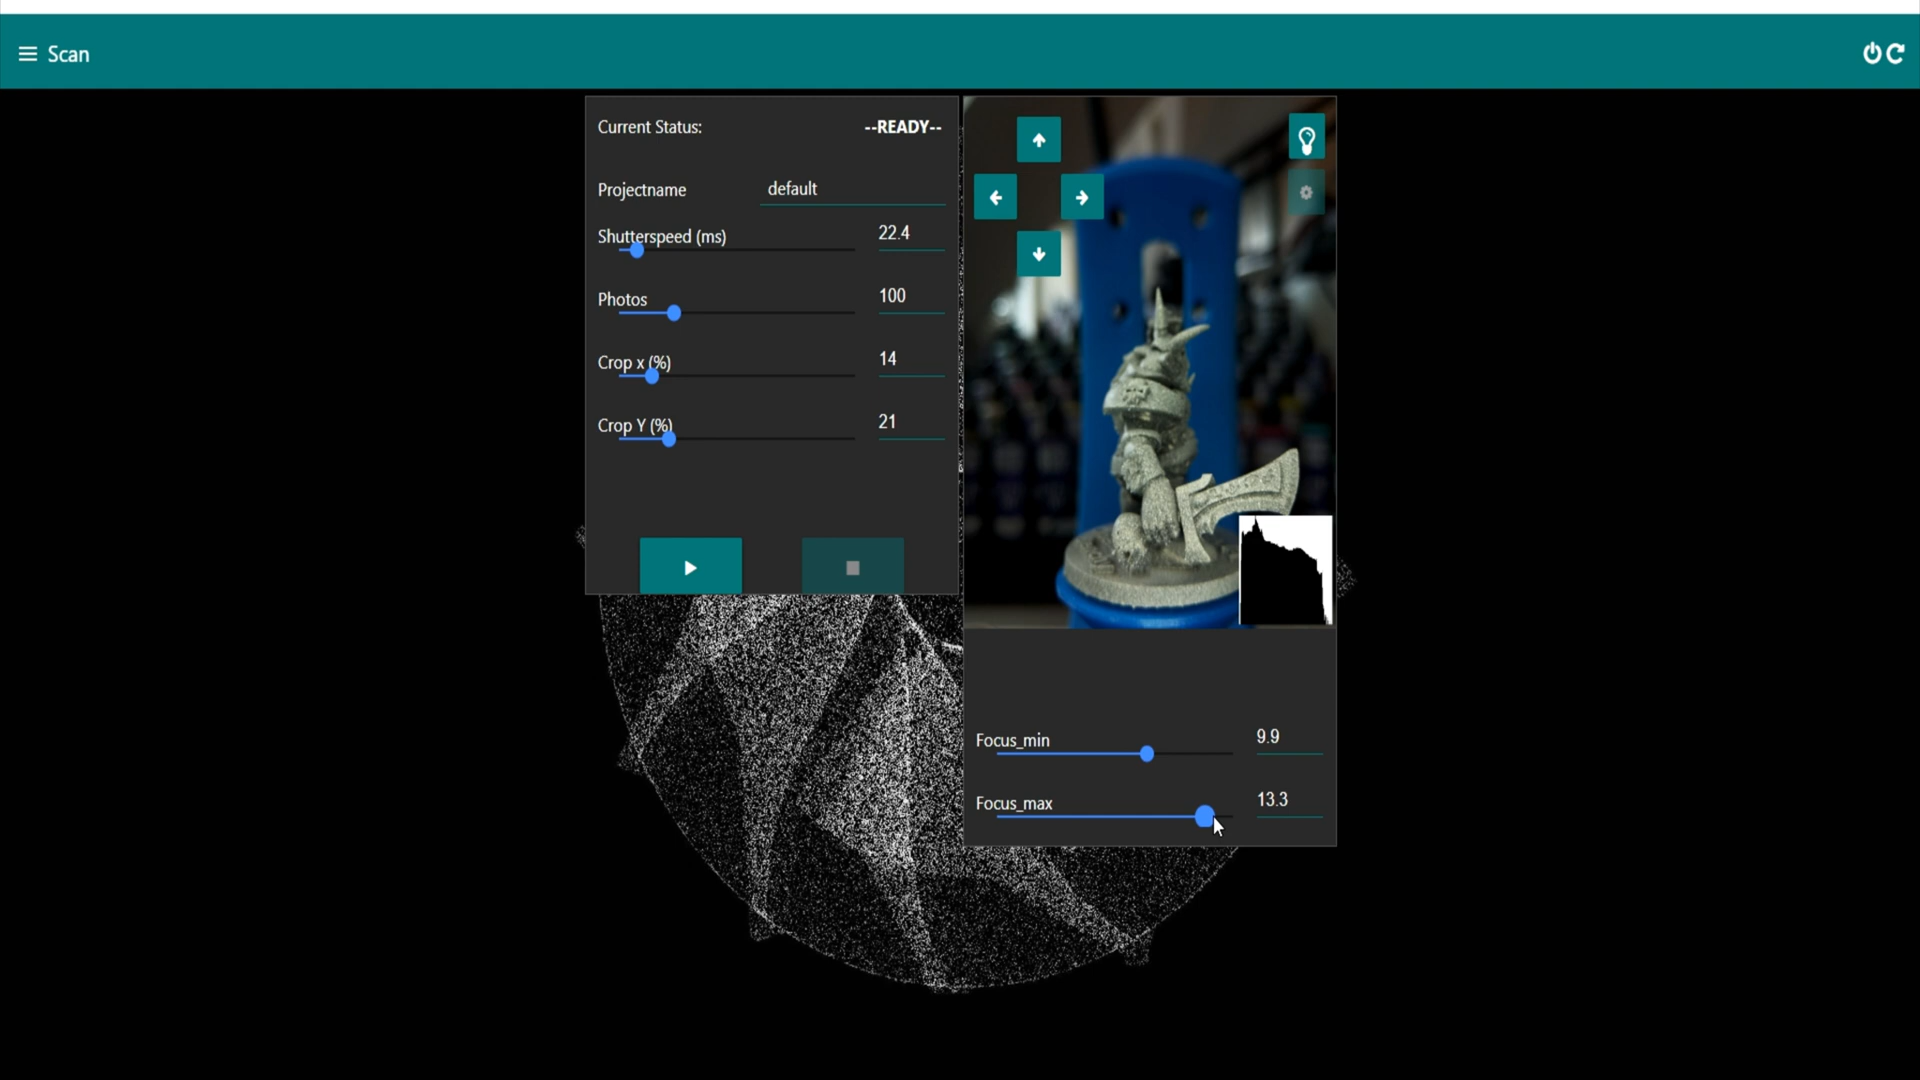 Scan
Current Status: --READY--
Projectname default
Shutterspeed (ms) 22.4
Photos 100
Crop x (%) 14
Crop Y (%) 21
Focus_min 9.9
Focus_max 13.3